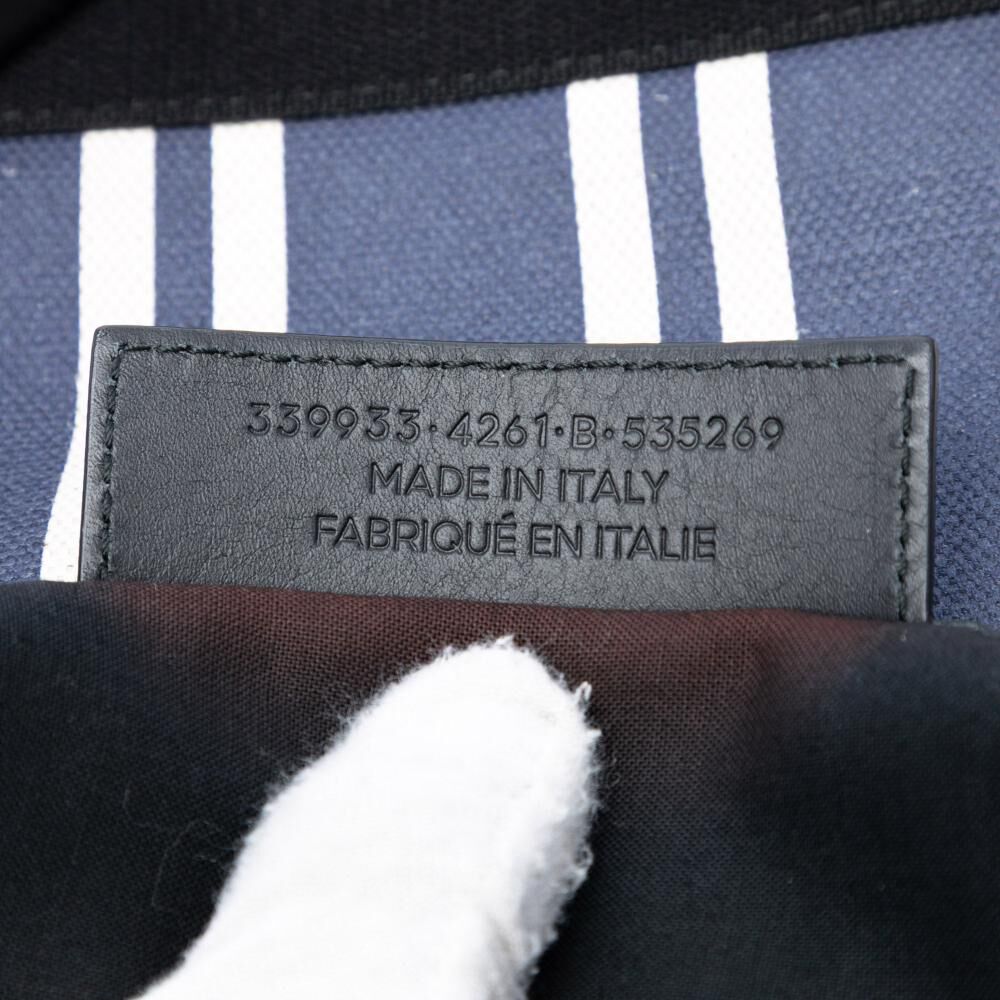 339933·4261·B·535269
MADE IN ITALY
FABRIQUÉ EN ITALIE